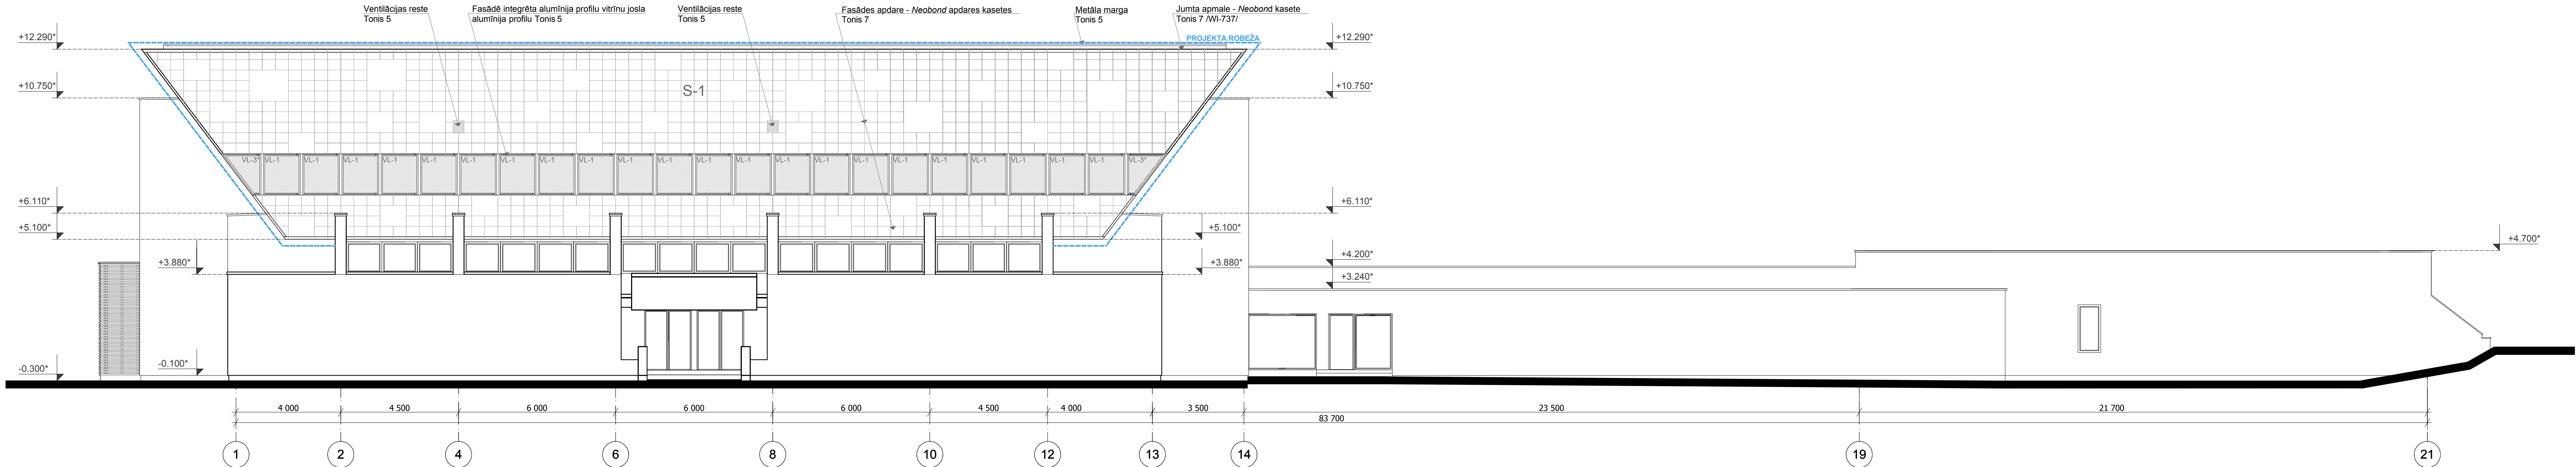 Ventilācijas reste
Tonis 5
Fasādē integrēta alumīnija profilu vitrīnu josla
alumīnija profilu Tonis 5
Ventilācijas reste
Tonis 5
Fasādes apdare - Neobond apdares kasetes
Tonis 7
Metāla marga
Tonis 5
Jumta apmale - Neobond kasete
Tonis 7 /WI-737/
PROJEKTA ROBEŽA
+12.290*
+12.290*
+10.750*
+10.750*
S-1
VL-3* VL-1 VL-1 VL-1 VL-1 VL-1 VL-1 VL-1 VL-1 VL-1 VL-1 VL-1 VL-1 VL-1 VL-1 VL-1 VL-1 VL-1 VL-1 VL-1 VL-1 VL-1 VL-1 VL-3*
+6.110*
+6.110*
+5.100*
+5.100*
+4.700*
+3.880*
+3.880*
+4.200*
+3.240*
-0.300*
-0.100*
4 000 4 500 6 000 6 000 6 000 4 500 4 000 3 500 23 500 21 700
83 700
1 2 4 6 8 10 12 13 14 19 21